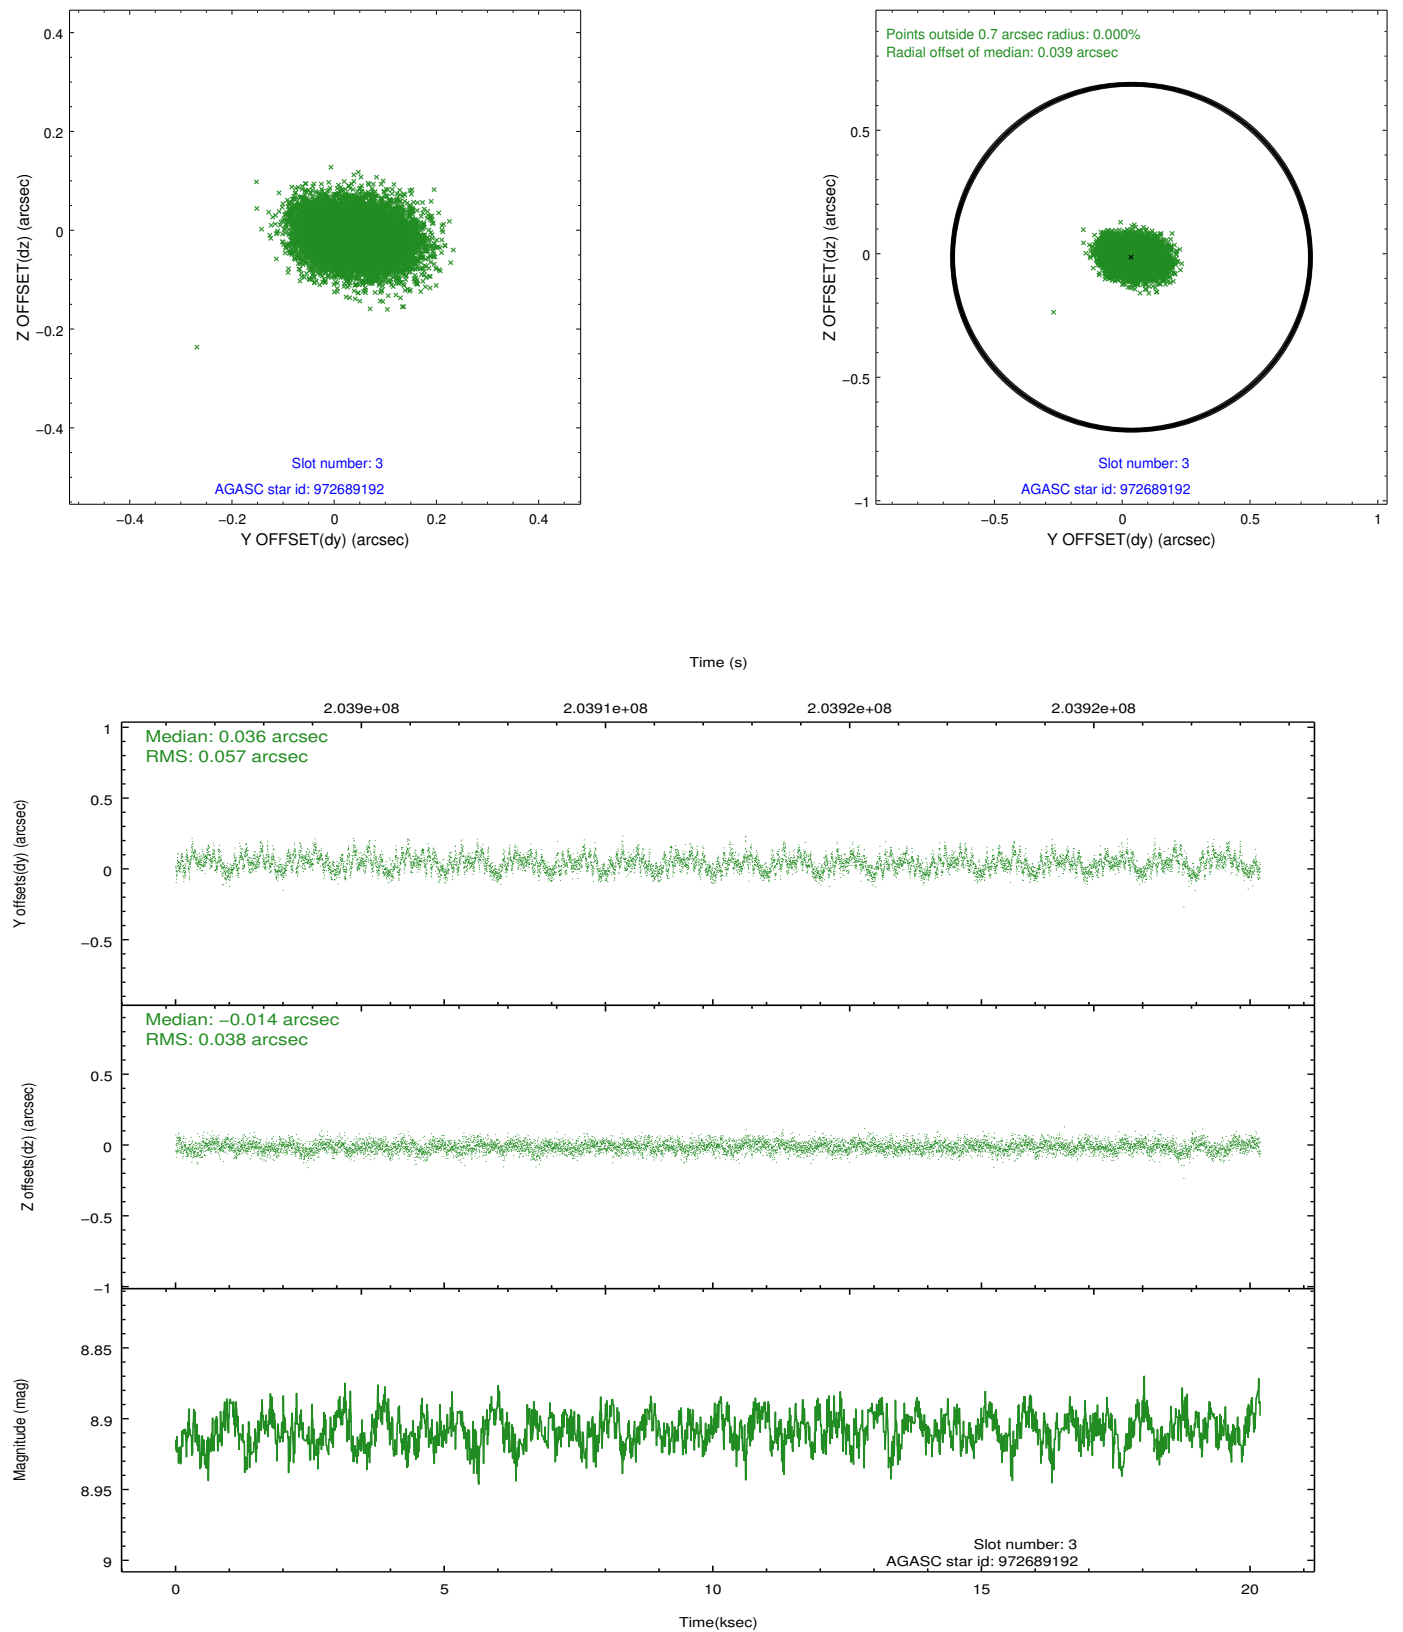 0.4
0.2
0
−0.2
−0.4
Z OFFSET(dz) (arcsec)
Slot number: 3
AGASC star id: 972689192
−0.4
−0.2
0
0.2
0.4
Y OFFSET(dy) (arcsec)
Points outside 0.7 arcsec radius: 0.000%
Radial offset of median: 0.039 arcsec
0.5
0
−0.5
−1
Z OFFSET(dz) (arcsec)
Slot number: 3
AGASC star id: 972689192
−0.5
0
0.5
1
Y OFFSET(dy) (arcsec)
Time (s)
2.039e+08
2.0391e+08
2.0392e+08
2.0392e+08
Median: 0.036 arcsec
RMS: 0.057 arcsec
1
0.5
0
−0.5
Y offsets(dy) (arcsec)
Median: −0.014 arcsec
RMS: 0.038 arcsec
0.5
0
−0.5
−1
Z offsets(dz) (arcsec)
8.85
8.9
8.95
9
Magnitude (mag)
Slot number: 3
AGASC star id: 972689192
0
5
10
15
20
Time(ksec)